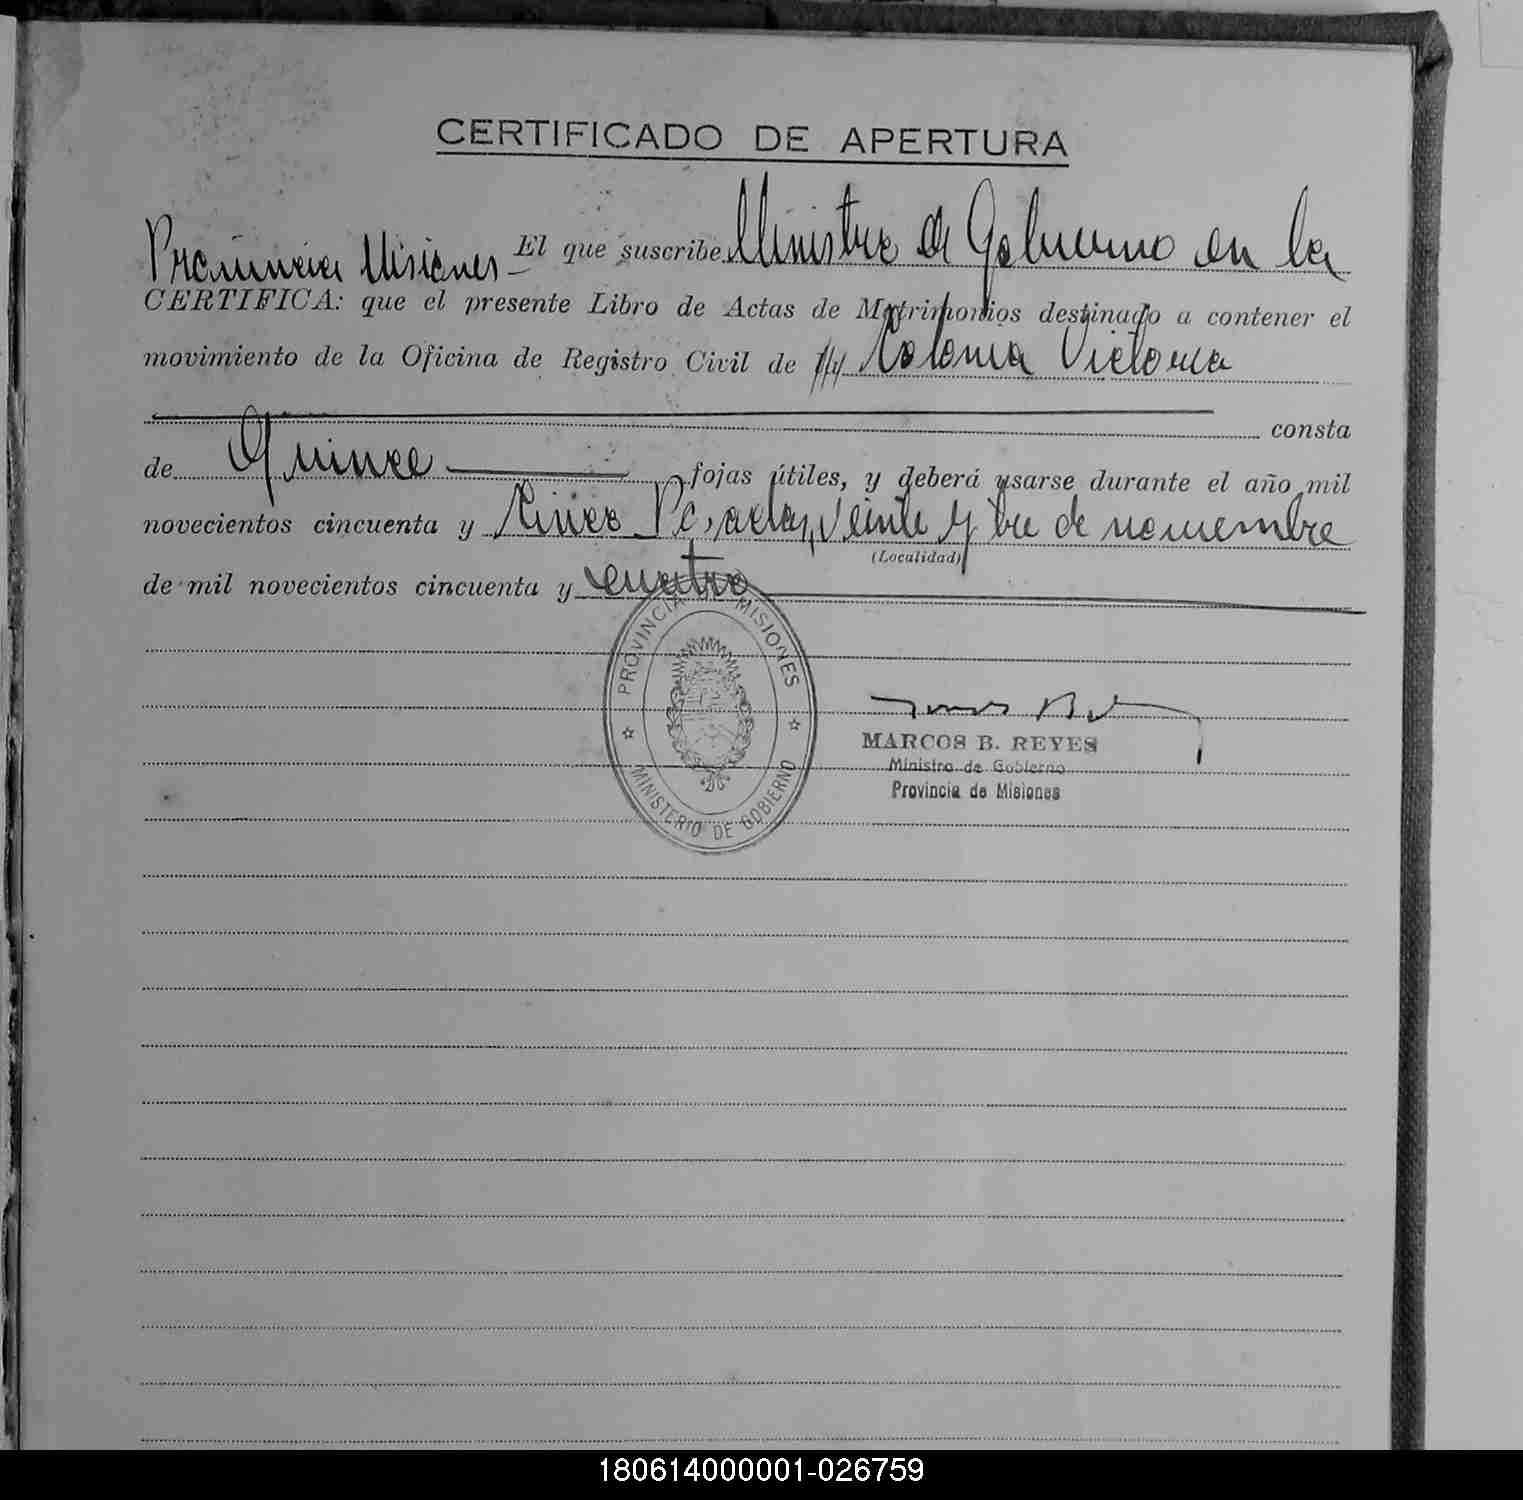 CERTIFICADO DE APERTURA
El que suscribe Ministro de Gobierno en la
Provincia Misiones
CERTIFICA: que el presente Libro de Actas de Matrimonios destinado a contener el
movimiento de la Oficina de Registro Civil de Colonia Victoria
consta
de Quince fojas útiles, y deberá usarse durante el año mil
novecientos cincuenta y Cinco Posadas, Veinte y tre de noviembre
(Localidad)
de mil novecientos cincuenta y cuatro
PROVINCIA DE MISIONES
MINISTERIO DE GOBIERNO
MARCOS B. REYES
Ministro de Gobierno
Provincia de Misiones
180614000001-026759